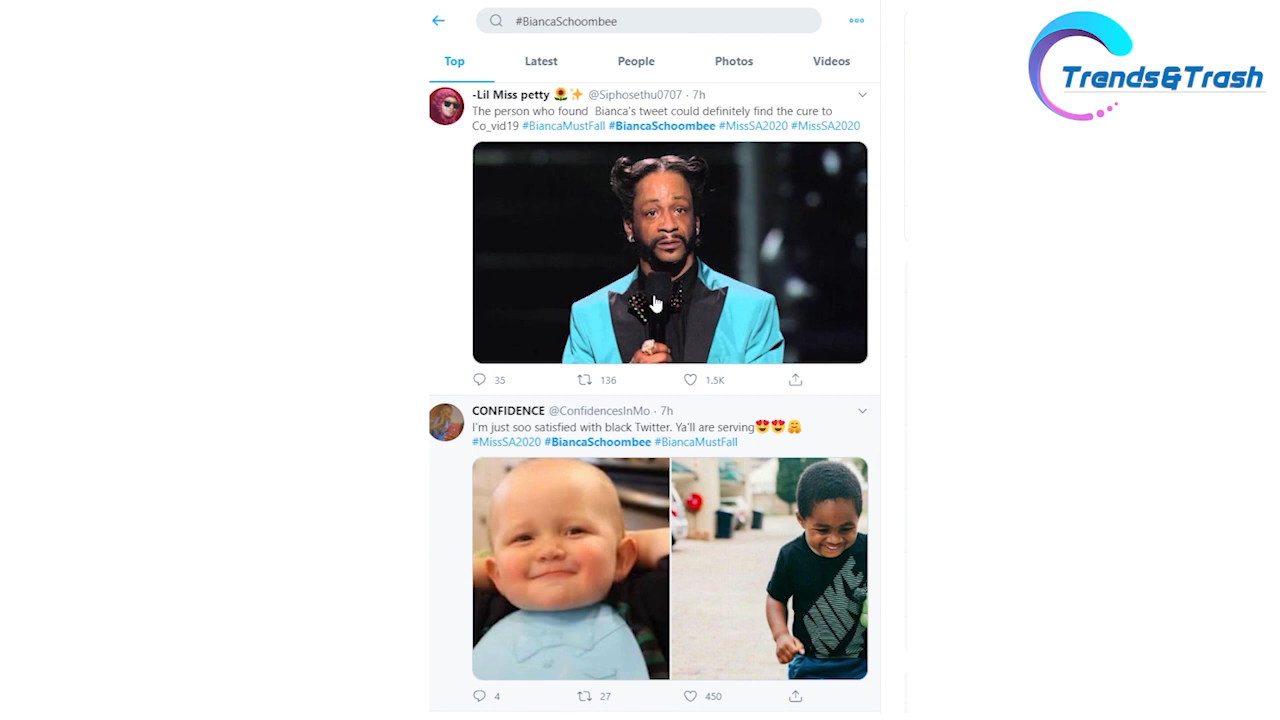 #BiancaSchoombee
Trends&Trash
Top
Latest
People
Photos
Videos
-Lil Miss petty 🌻✨ @Siphosethu0707 · 7h
The person who found Bianca's tweet could definitely find the cure to
Co_vid19 #BiancaMustFall #BiancaSchoombee #MissSA2020 #MissSA2020
35
136
1.5K
CONFIDENCE @ConfidencesInMo · 7h
I'm just soo satisfied with black Twitter. Ya'll are serving😍😍🤗
#MissSA2020 #BiancaSchoombee #BiancaMustFall
4
27
450